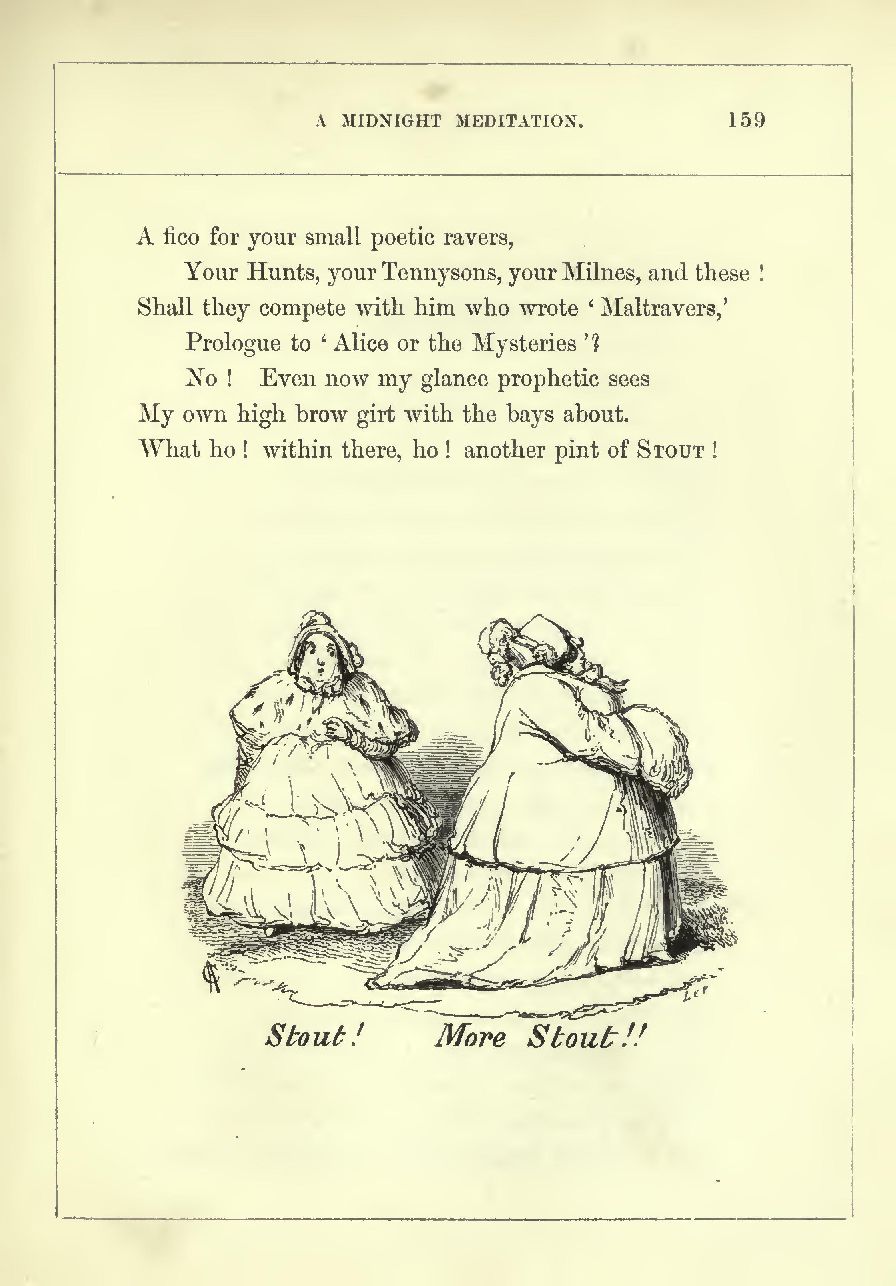 A MIDNIGHT MEDITATION. 159
A fico for your small poetic ravers,
Your Hunts, your Tennysons, your Milnes, and these !
Shall they compete with him who wrote ‘ Maltravers,’
Prologue to ‘ Alice or the Mysteries ’?
No ! Even now my glance prophetic sees
My own high brow girt with the bays about.
What ho ! within there, ho ! another pint of STOUT !
Stout! More Stout!!